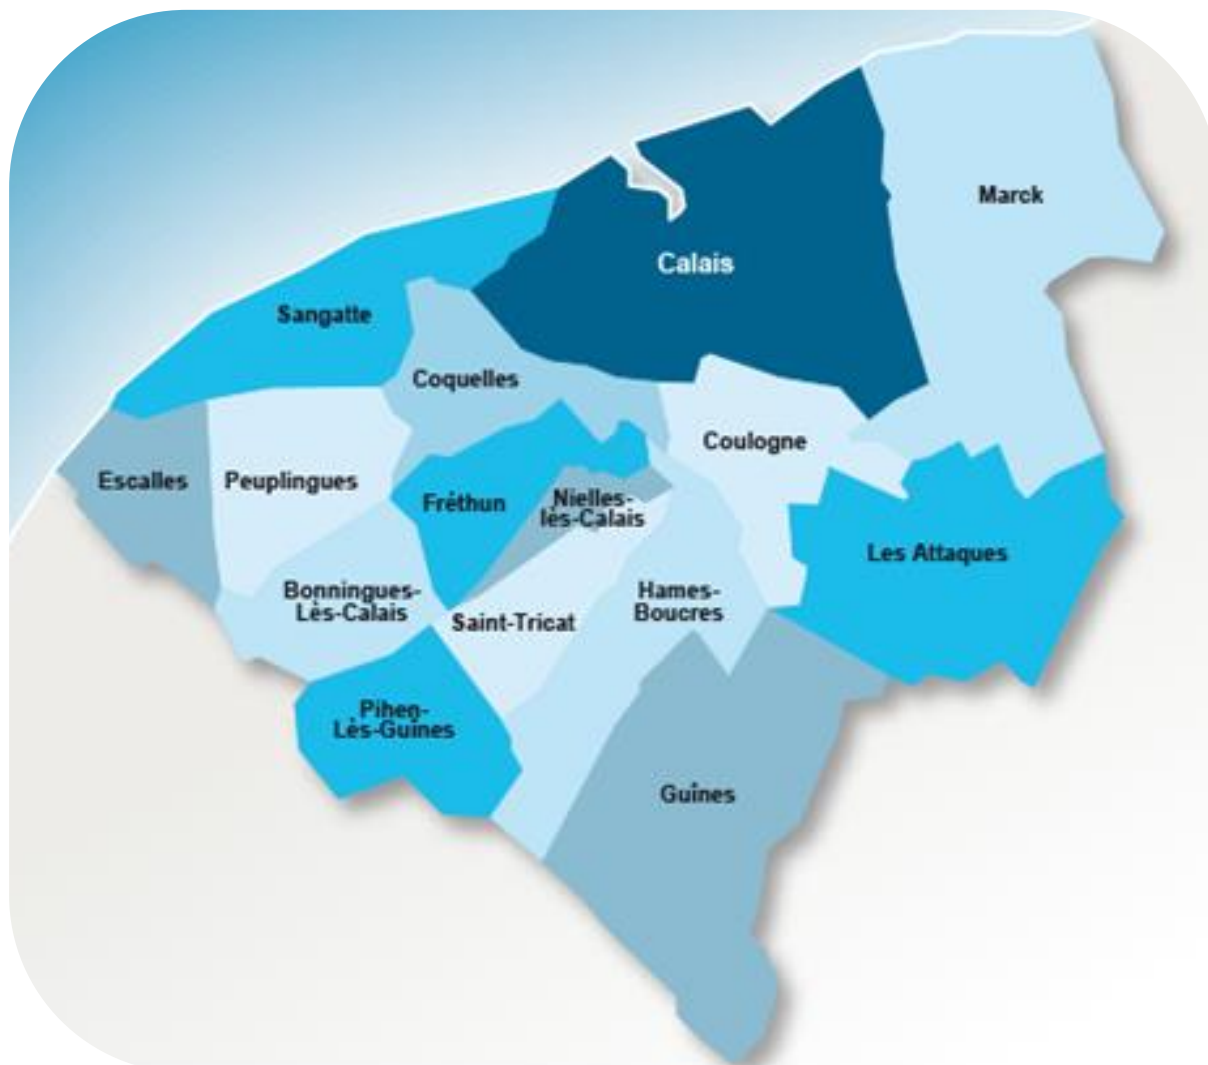 Marck
Calais
Sangatte
Coquelles
Coulogne
Escalles
Peuplingues
Fréthun
Nielles-
lès-Calais
Les Attaques
Bonningues-
Lès-Calais
Saint-Tricat
Hames-
Boucres
Pihen-
Lès-Guînes
Guînes